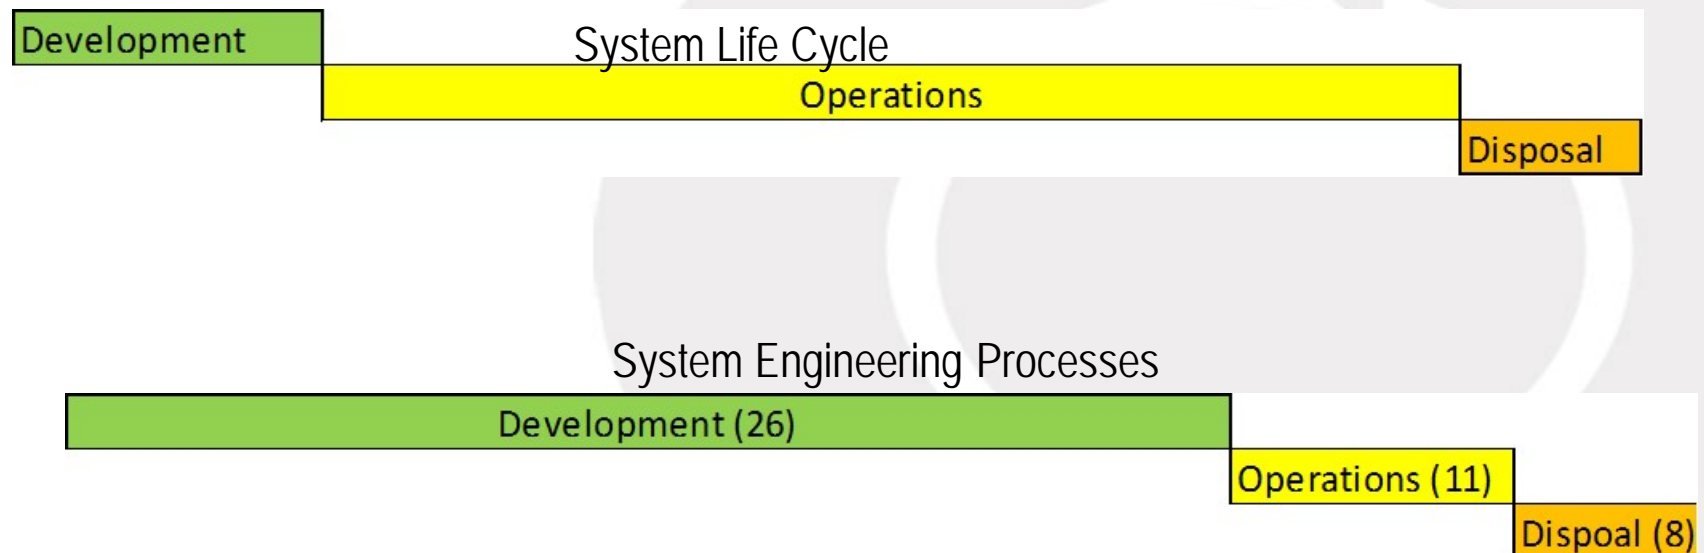 Development
System Life Cycle
Operations
Disposal
System Engineering Processes
Development (26)
Operations (11)
Dispoal (8)